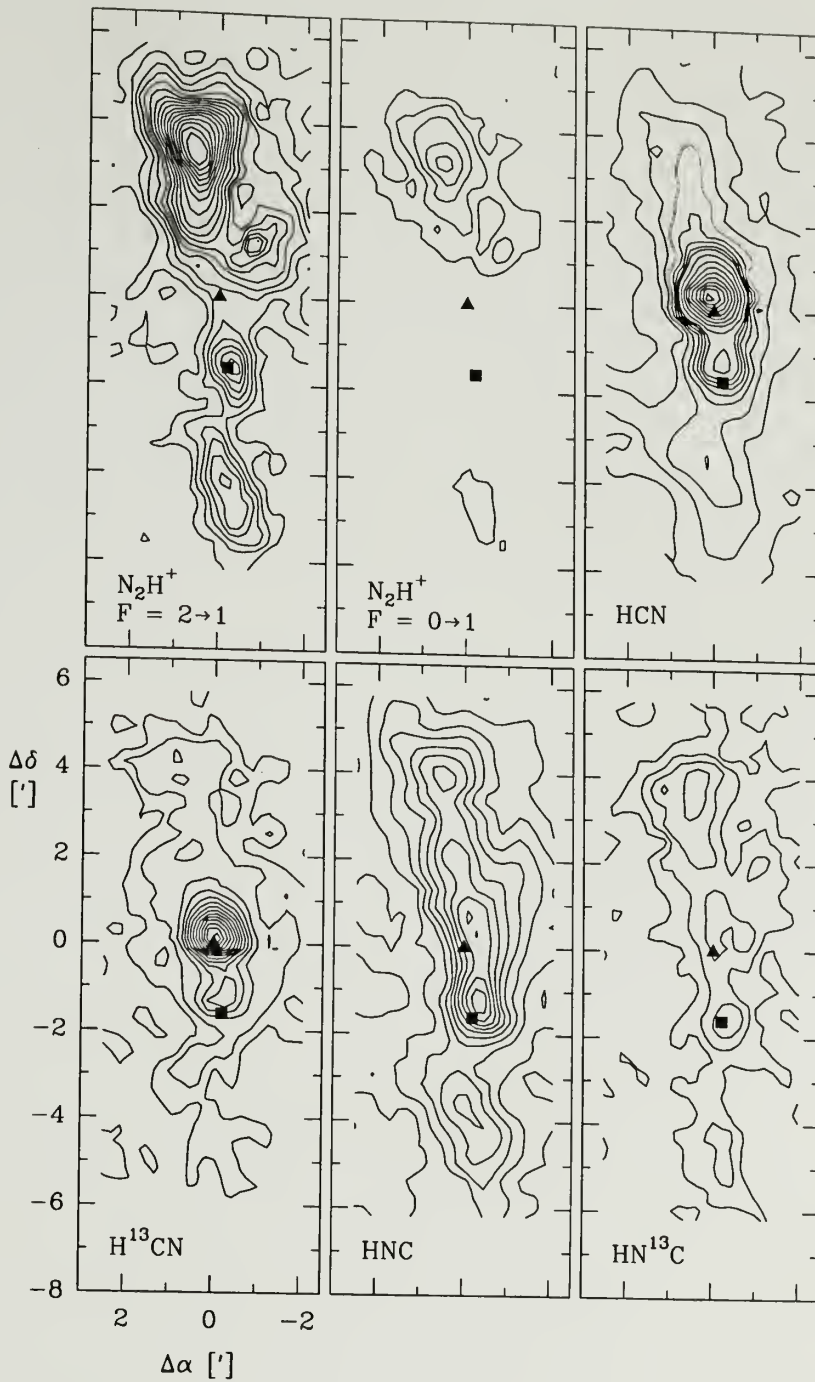 N₂H⁺
F = 2→1
N₂H⁺
F = 0→1
HCN
6
4
2
0
−2
−4
−6
−8
Δδ
[']
H¹³CN
HNC
HN¹³C
2 0 −2
Δα [']